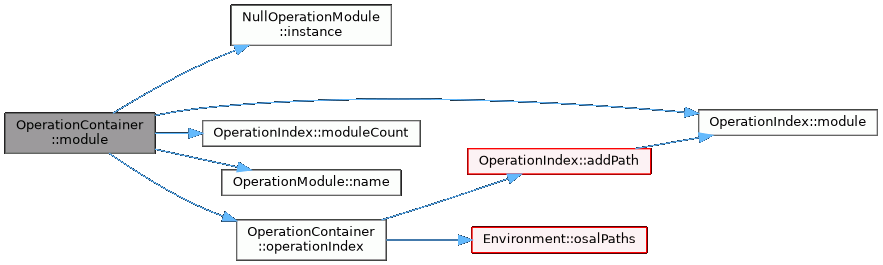 NullOperationModule
::instance
OperationContainer
::module
OperationIndex::module
OperationIndex::moduleCount
OperationIndex::addPath
OperationModule::name
OperationContainer
::operationIndex
Environment::osalPaths